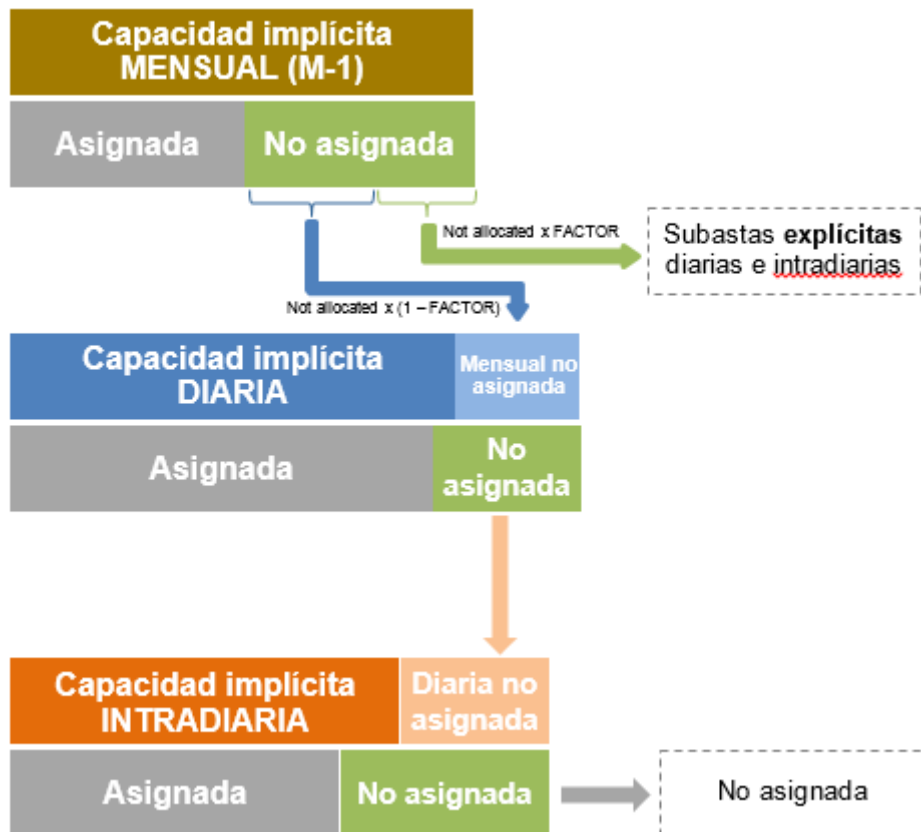 Capacidad implícita
MENSUAL (M-1)
Asignada
No asignada
Not allocated x FACTOR
Subastas explícitas
diarias e intradiarias
Not allocated x (1 – FACTOR)
Capacidad implícita
DIARIA
Mensual no
asignada
Asignada
No
asignada
Capacidad implícita
INTRADIARIA
Diaria no
asignada
Asignada
No asignada
No asignada